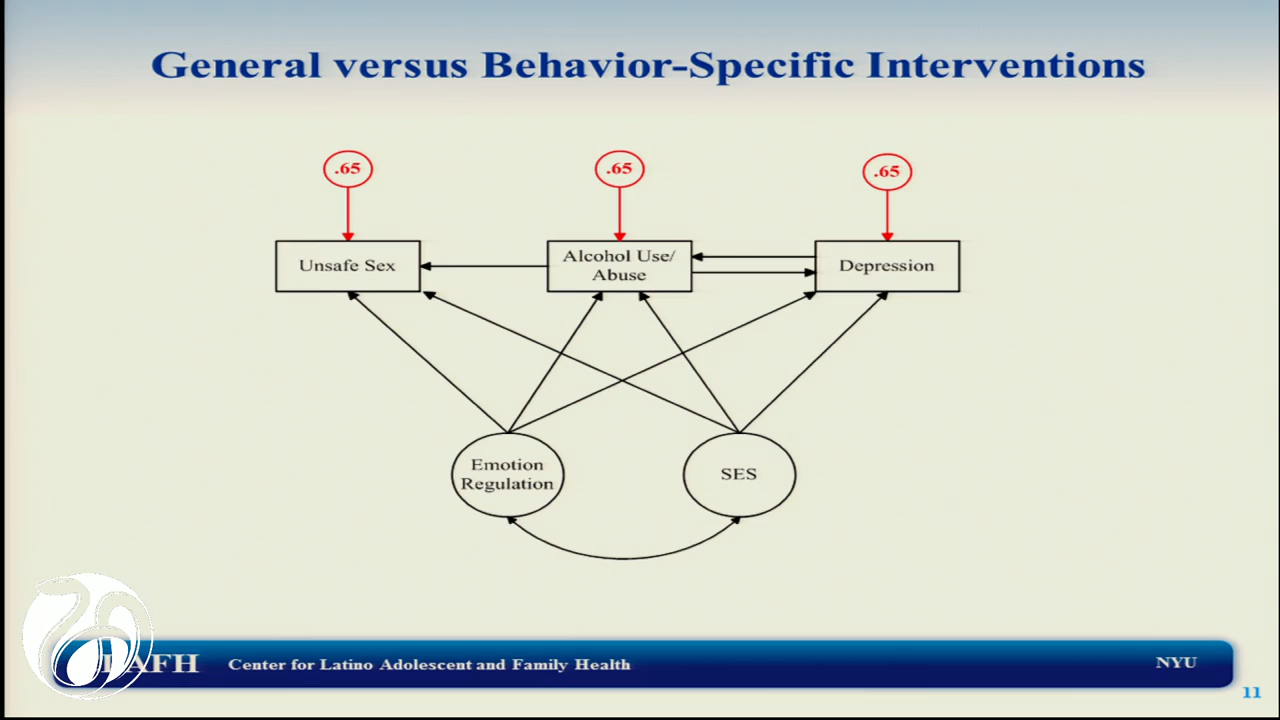 General versus Behavior-Specific Interventions
.65
.65
.65
Unsafe Sex
Alcohol Use/
Abuse
Depression
Emotion
Regulation
SES
Center for Latino Adolescent and Family Health
NYU
11